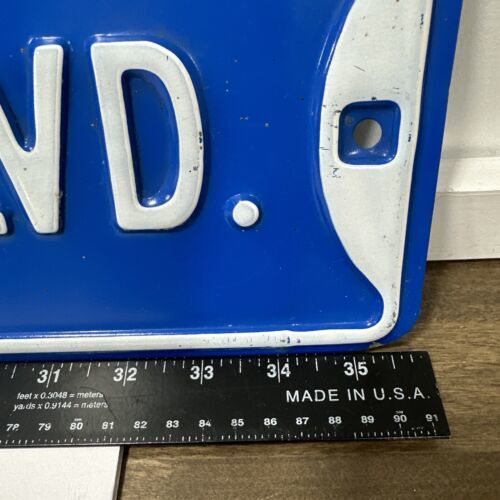 ND.
31 32 33 34 35
feet x 0.3048 = meters
yards x 0.9144 = meters
MADE IN U.S.A.
78 79 80 81 82 83 84 85 86 87 88 89 90 91